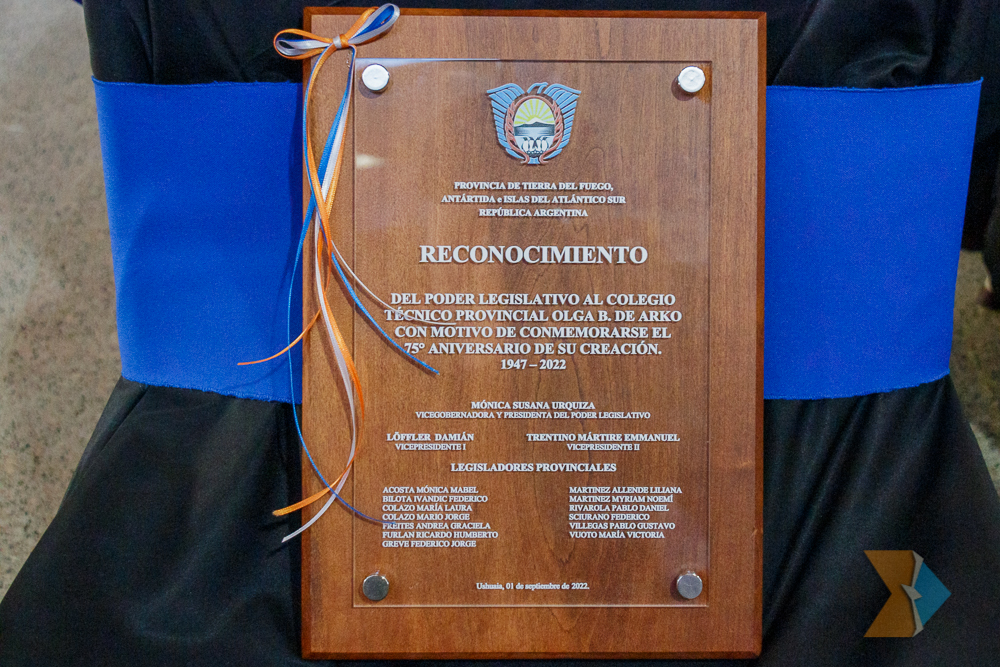 PROVINCIA DE TIERRA DEL FUEGO,
ANTÁRTIDA e ISLAS DEL ATLÁNTICO SUR
REPÚBLICA ARGENTINA
RECONOCIMIENTO
DEL PODER LEGISLATIVO AL COLEGIO
TÉCNICO PROVINCIAL OLGA B. DE ARKO
CON MOTIVO DE CONMEMORARSE EL
75° ANIVERSARIO DE SU CREACIÓN.
1947 – 2022
MÓNICA SUSANA URQUIZA
VICEGOBERNADORA Y PRESIDENTA DEL PODER LEGISLATIVO
LÖFFLER DAMIÁN
VICEPRESIDENTE I
TRENTINO MÁRTIRE EMMANUEL
VICEPRESIDENTE II
LEGISLADORES PROVINCIALES
ACOSTA MÓNICA MABEL
BILOTA IVANDIC FEDERICO
COLAZO MARÍA LAURA
COLAZO MARIO JORGE
FREITES ANDREA GRACIELA
FURLAN RICARDO HUMBERTO
GREVE FEDERICO JORGE
MARTINEZ ALLENDE LILIANA
MARTINEZ MYRIAM NOEMÍ
RIVAROLA PABLO DANIEL
SCIURANO FEDERICO
VILLEGAS PABLO GUSTAVO
VUOTO MARÍA VICTORIA
Ushuaia, 01 de septiembre de 2022.